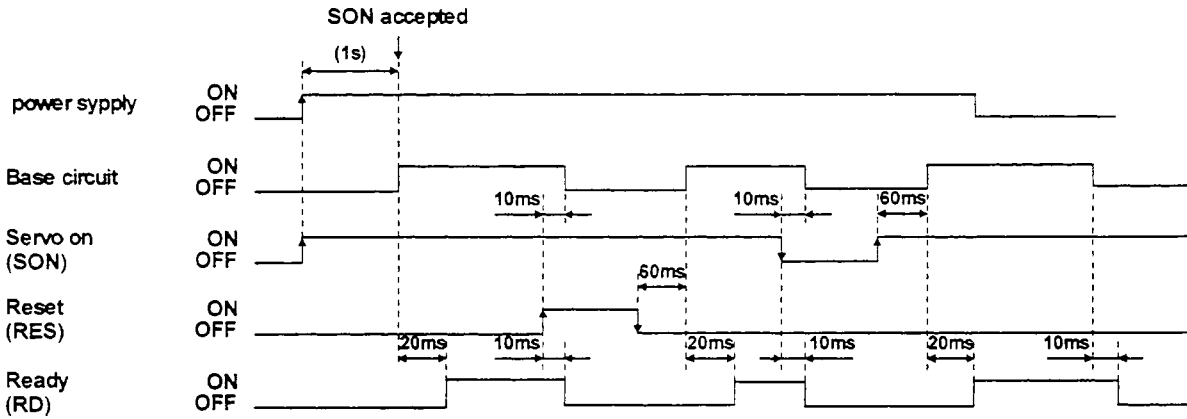 SON accepted
(1s)
power sypply ON
OFF
Base circuit ON
OFF
10ms 10ms 60ms
Servo on ON
(SON) OFF
60ms
Reset ON
(RES) OFF
20ms 10ms 20ms 10ms 20ms 10ms
Ready ON
(RD) OFF